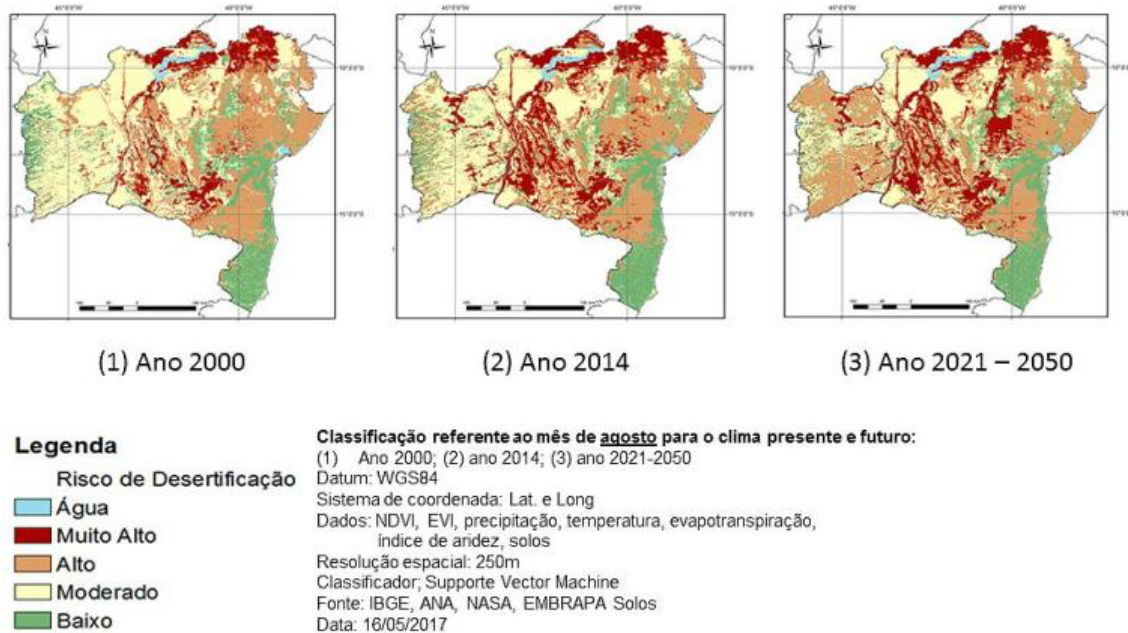 (1) Ano 2000
(2) Ano 2014
(3) Ano 2021 – 2050
Legenda
Risco de Desertificação
Água
Muito Alto
Alto
Moderado
Baixo
Classificação referente ao mês de agosto para o clima presente e futuro:
(1) Ano 2000; (2) ano 2014; (3) ano 2021-2050
Datum: WGS84
Sistema de coordenada: Lat. e Long
Dados: NDVI, EVI, precipitação, temperatura, evapotranspiração,
índice de aridez, solos
Resolução espacial: 250m
Classificador; Supporte Vector Machine
Fonte: IBGE, ANA, NASA, EMBRAPA Solos
Data: 16/05/2017